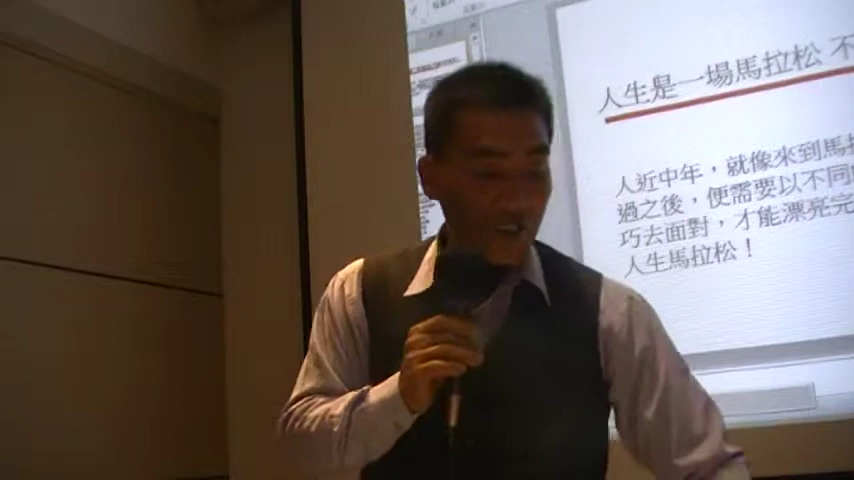 人生是一場馬拉松 不
人近中年，就像來到馬拉
過之後，便需要以不同
巧去面對，才能漂亮完
人生馬拉松！